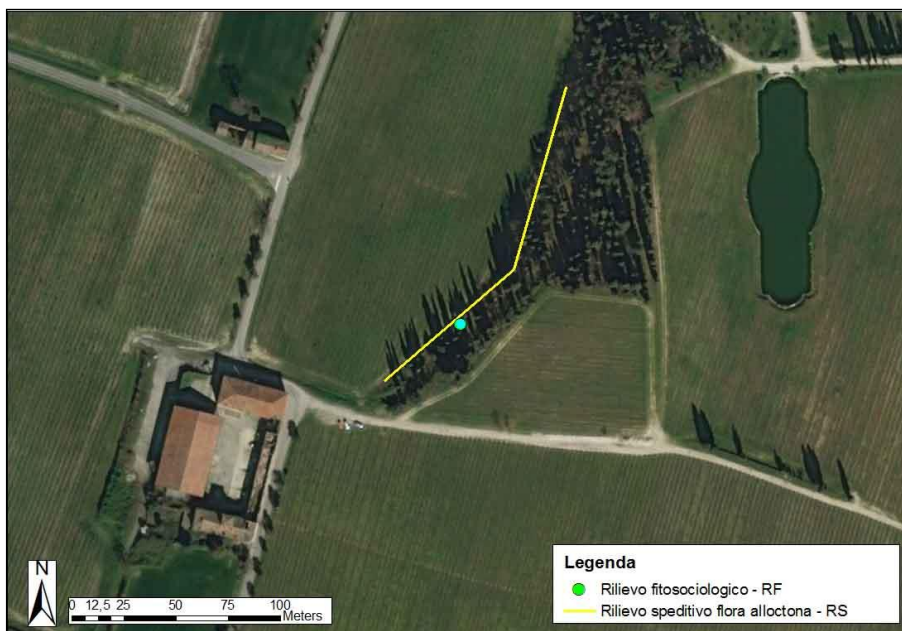 N
0 12,5 25 50 75 100
Meters
Legenda
Rilievo fitosociologico - RF
Rilievo speditivo flora alloctona - RS